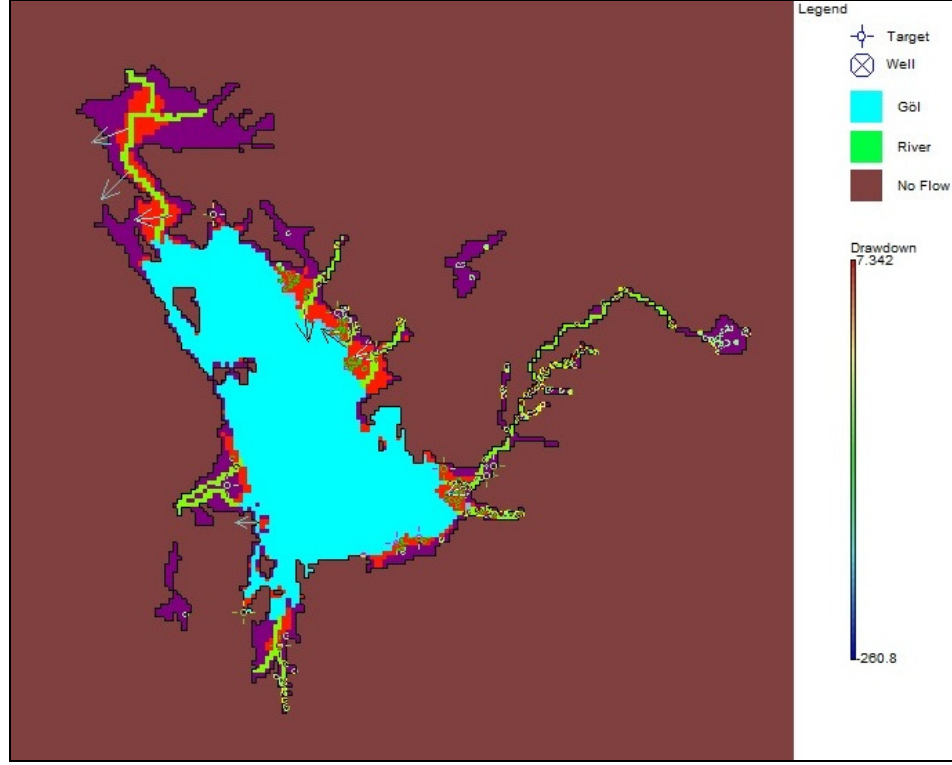 Legend
Target
Well
Göl
River
No Flow
Drawdown
7.342
-260.8